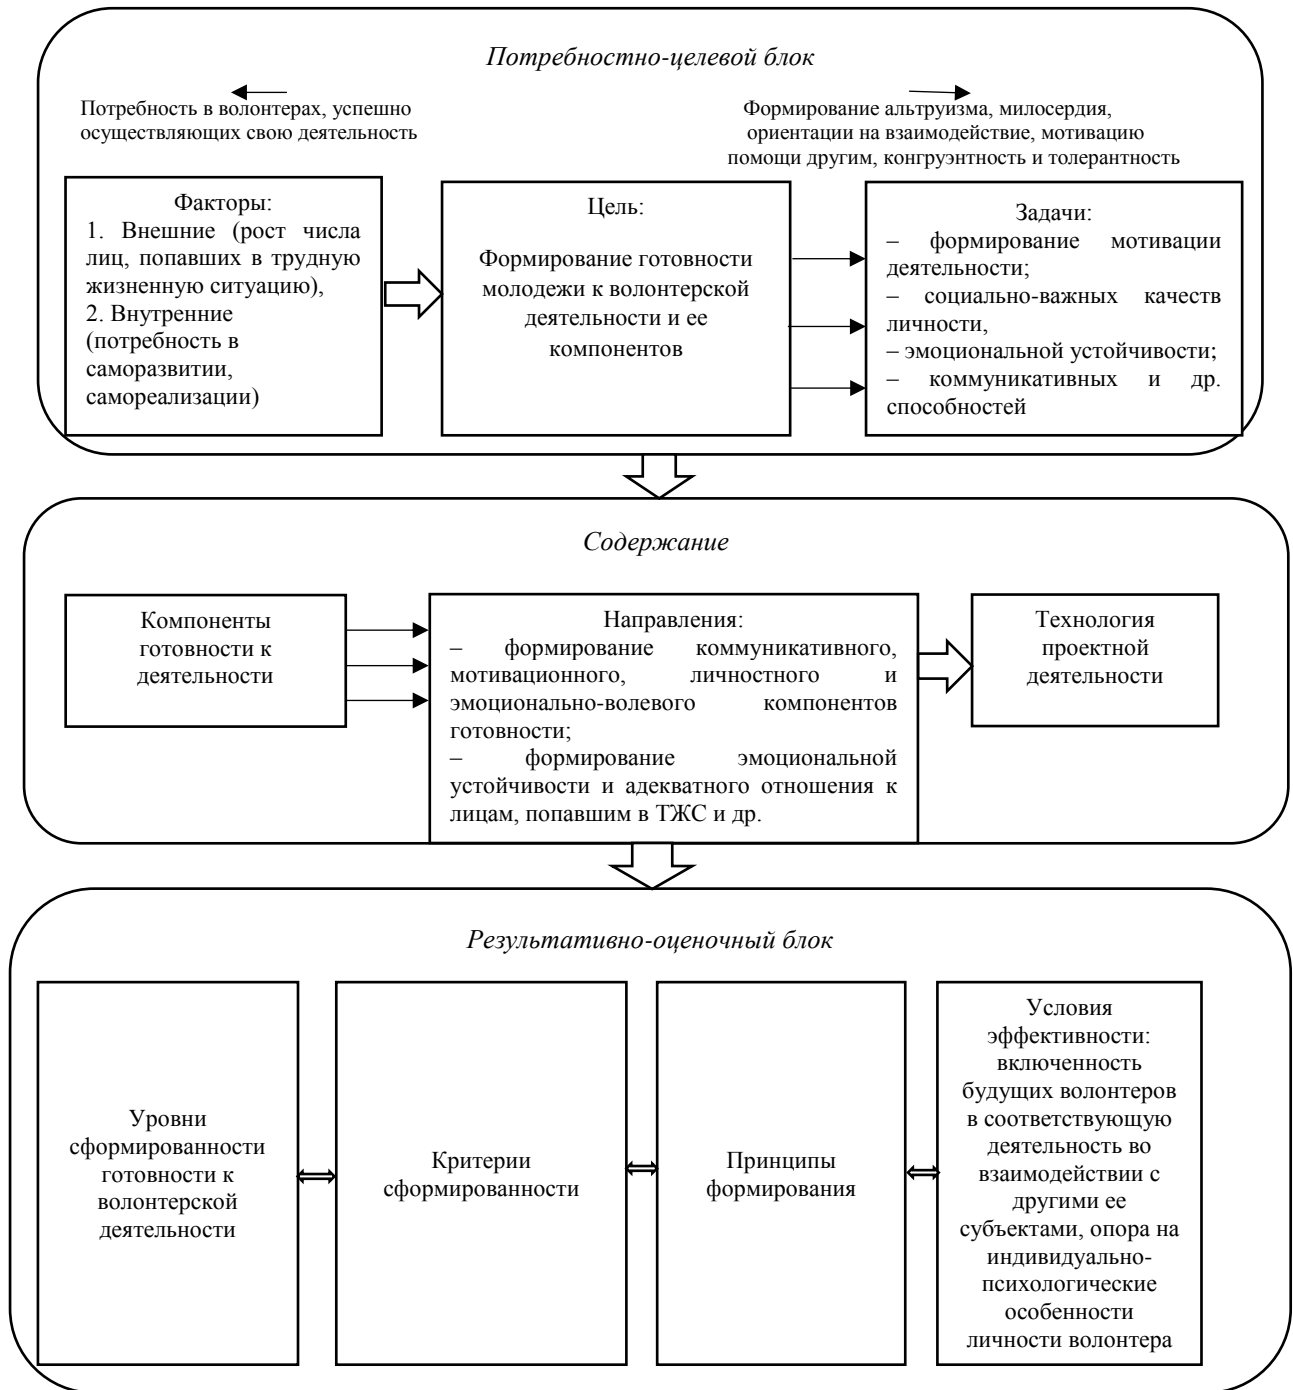 Потребностно-целевой блок
Потребность в волонтерах, успешно
осуществляющих свою деятельность
Формирование альтруизма, милосердия,
ориентации на взаимодействие, мотивацию
помощи другим, конгруэнтность и толерантность
Факторы:
1. Внешние (рост числа
лиц, попавших в трудную
жизненную ситуацию),
2. Внутренние
(потребность в
саморазвитии,
самореализации)
Цель:
Формирование готовности
молодежи к волонтерской
деятельности и ее
компонентов
Задачи:
– формирование мотивации
деятельности;
– социально-важных качеств
личности,
– эмоциональной устойчивости;
– коммуникативных и др.
способностей
Содержание
Компоненты
готовности к
деятельности
Направления:
– формирование коммуникативного,
мотивационного, личностного и
эмоционально-волевого компонентов
готовности;
– формирование эмоциональной
устойчивости и адекватного отношения к
лицам, попавшим в ТЖС и др.
Технология
проектной
деятельности
Результативно-оценочный блок
Уровни
сформированности
готовности к
волонтерской
деятельности
Критерии
сформированности
Принципы
формирования
Условия
эффективности:
включенность
будущих волонтеров
в соответствующую
деятельность во
взаимодействии с
другими ее
субъектами, опора на
индивидуально-
психологические
особенности
личности волонтера